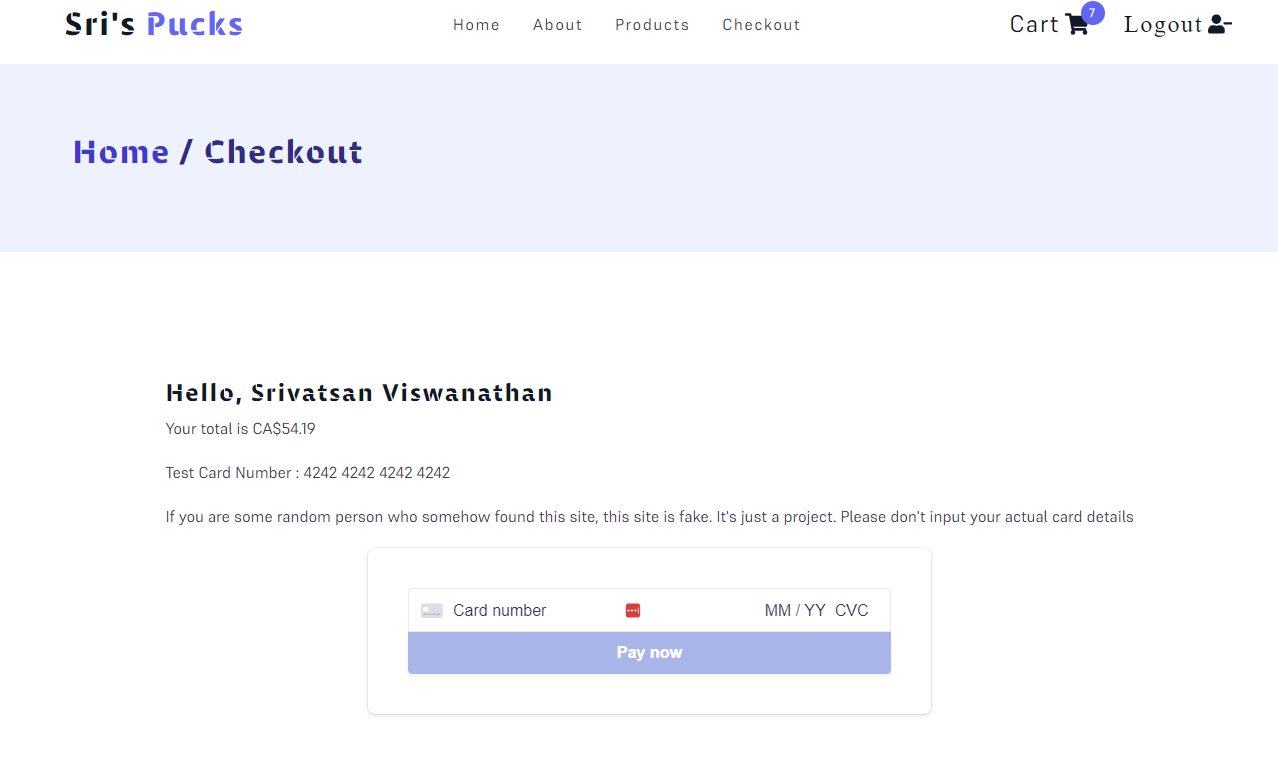 Sri's Pucks
Home About Products Checkout
Cart 7 Logout
Home / Checkout
Hello, Srivatsan Viswanathan
Your total is CA$54.19
Test Card Number : 4242 4242 4242 4242
If you are some random person who somehow found this site, this site is fake. It's just a project. Please don't input your actual card details
Card number MM / YY CVC
Pay now